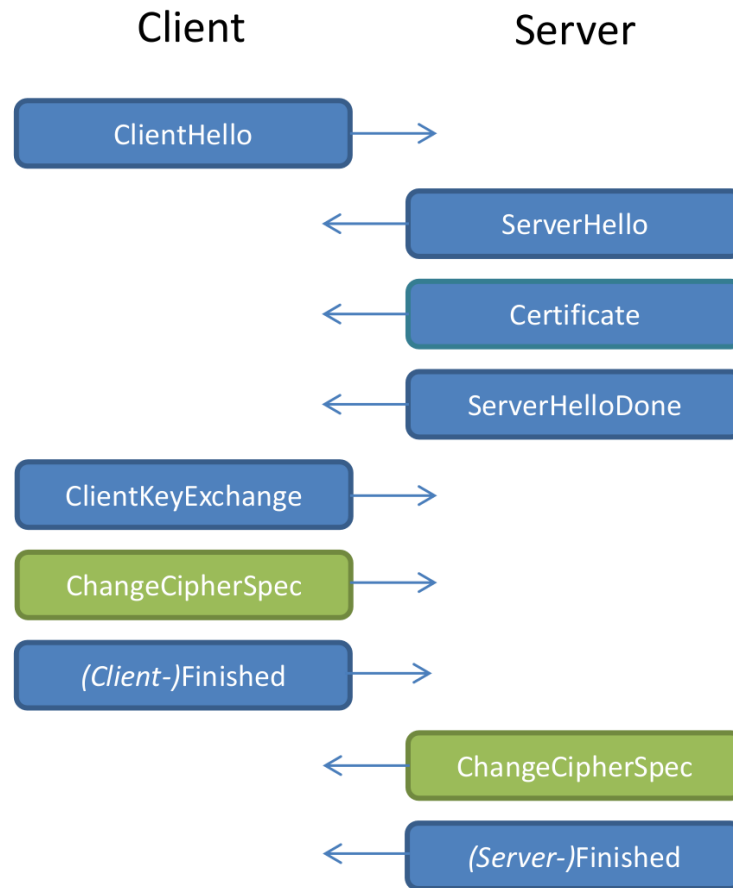 Client
Server
ClientHello
ServerHello
Certificate
ServerHelloDone
ClientKeyExchange
ChangeCipherSpec
(Client-)Finished
ChangeCipherSpec
(Server-)Finished